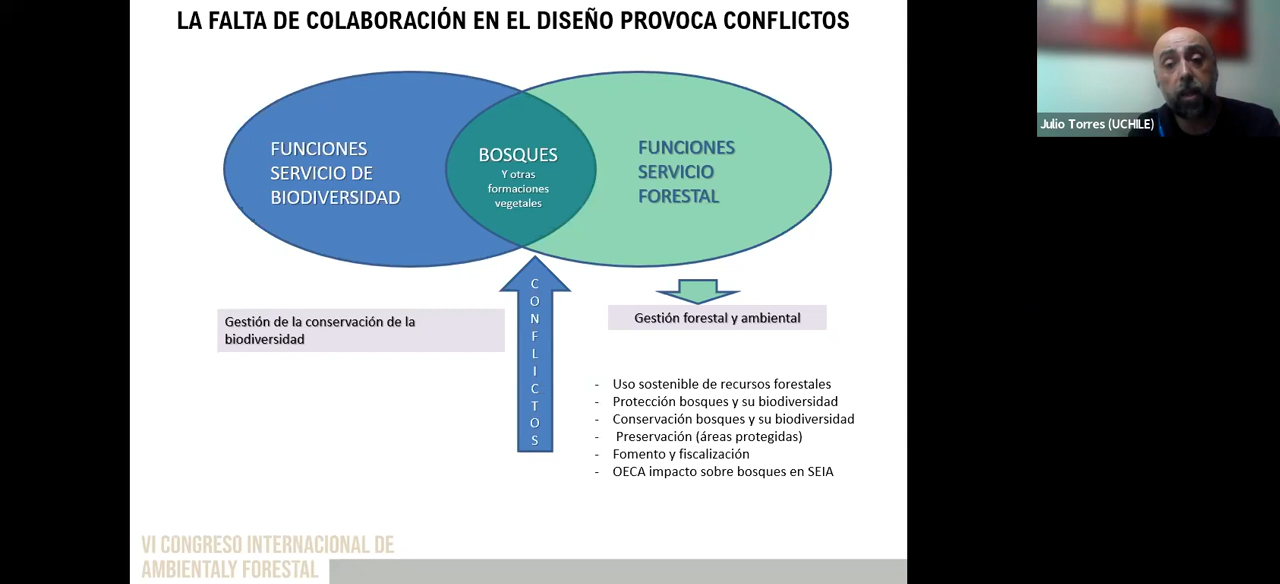 LA FALTA DE COLABORACIÓN EN EL DISEÑO PROVOCA CONFLICTOS
Julio Torres (UCHILE)
FUNCIONES
SERVICIO DE
BIODIVERSIDAD
BOSQUES
Y otras
formaciones
vegetales
FUNCIONES
SERVICIO
FORESTAL
C
O
N
F
L
I
C
T
O
S
Gestión de la conservación de la
biodiversidad
Gestión forestal y ambiental
- Uso sostenible de recursos forestales
- Protección bosques y su biodiversidad
- Conservación bosques y su biodiversidad
- Preservación (áreas protegidas)
- Fomento y fiscalización
- OECA impacto sobre bosques en SEIA
VI CONGRESO INTERNACIONAL DE
AMBIENTALY FORESTAL